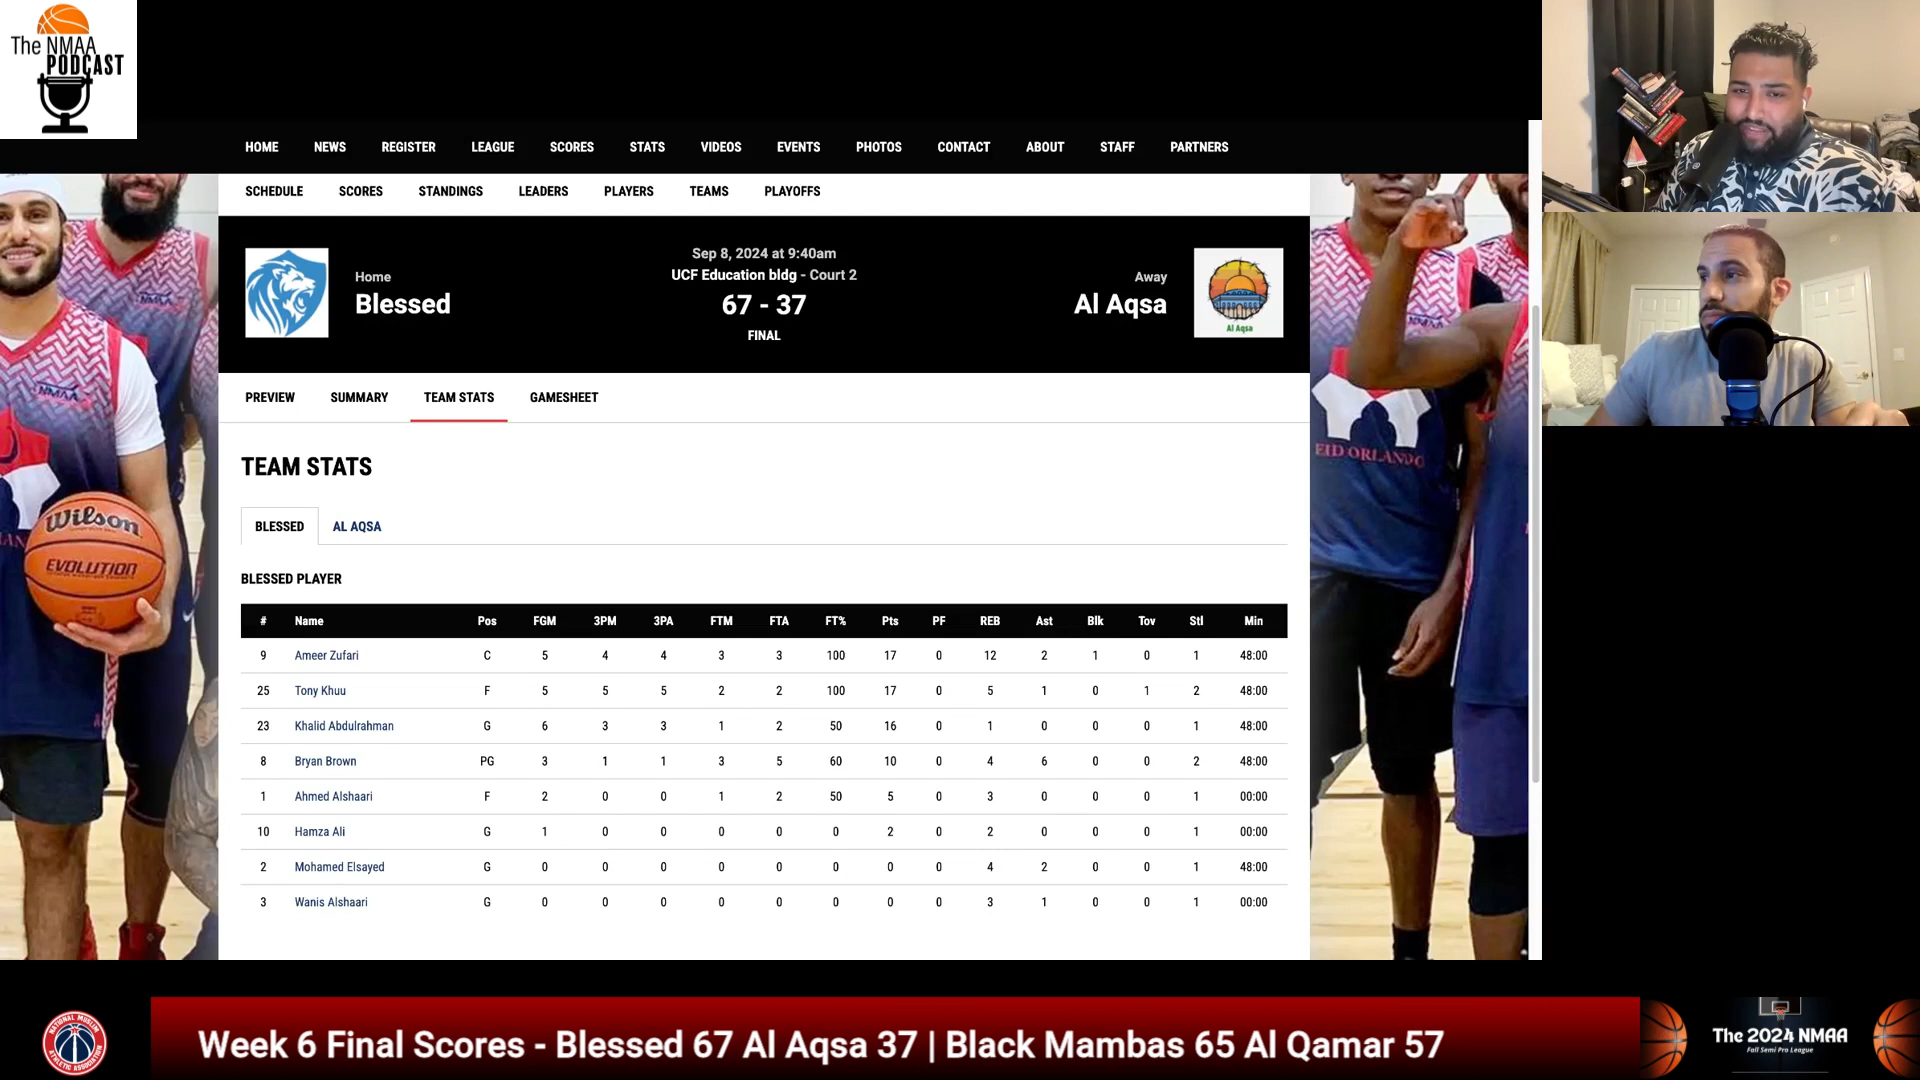 The NMAA
PODCAST
HOME NEWS REGISTER LEAGUE SCORES STATS VIDEOS EVENTS PHOTOS CONTACT ABOUT STAFF PARTNERS
SCHEDULE SCORES STANDINGS LEADERS PLAYERS TEAMS PLAYOFFS
Sep 8, 2024 at 9:40am
UCF Education bldg - Court 2
Home
Blessed
67 - 37
FINAL
Away
Al Aqsa
Al Aqsa
PREVIEW SUMMARY TEAM STATS GAMESHEET
TEAM STATS
BLESSED AL AQSA
BLESSED PLAYER
# Name Pos FGM 3PM 3PA FTM FTA FT% Pts PF REB Ast Blk Tov Stl Min
9 Ameer Zufari C 5 4 4 3 3 100 17 0 12 2 1 0 1 48:00
25 Tony Khuu F 5 5 5 2 2 100 17 0 5 1 0 1 2 48:00
23 Khalid Abdulrahman G 6 3 3 1 2 50 16 0 1 0 0 0 1 48:00
8 Bryan Brown PG 3 1 1 3 5 60 10 0 4 6 0 0 2 48:00
1 Ahmed Alshaari F 2 0 0 1 2 50 5 0 3 0 0 0 1 00:00
10 Hamza Ali G 1 0 0 0 0 0 2 0 2 0 0 0 1 00:00
2 Mohamed Elsayed G 0 0 0 0 0 0 0 0 4 2 0 0 1 48:00
3 Wanis Alshaari G 0 0 0 0 0 0 0 0 3 1 0 0 1 00:00
NMAA
Wilson
EVOLUTION
NMAA
EID ORLANDO
NATIONAL MUSLIM
ATHLETIC ASSOCIATION
Week 6 Final Scores - Blessed 67 Al Aqsa 37 | Black Mambas 65 Al Qamar 57
The 2024 NMAA
Fall Semi Pro League